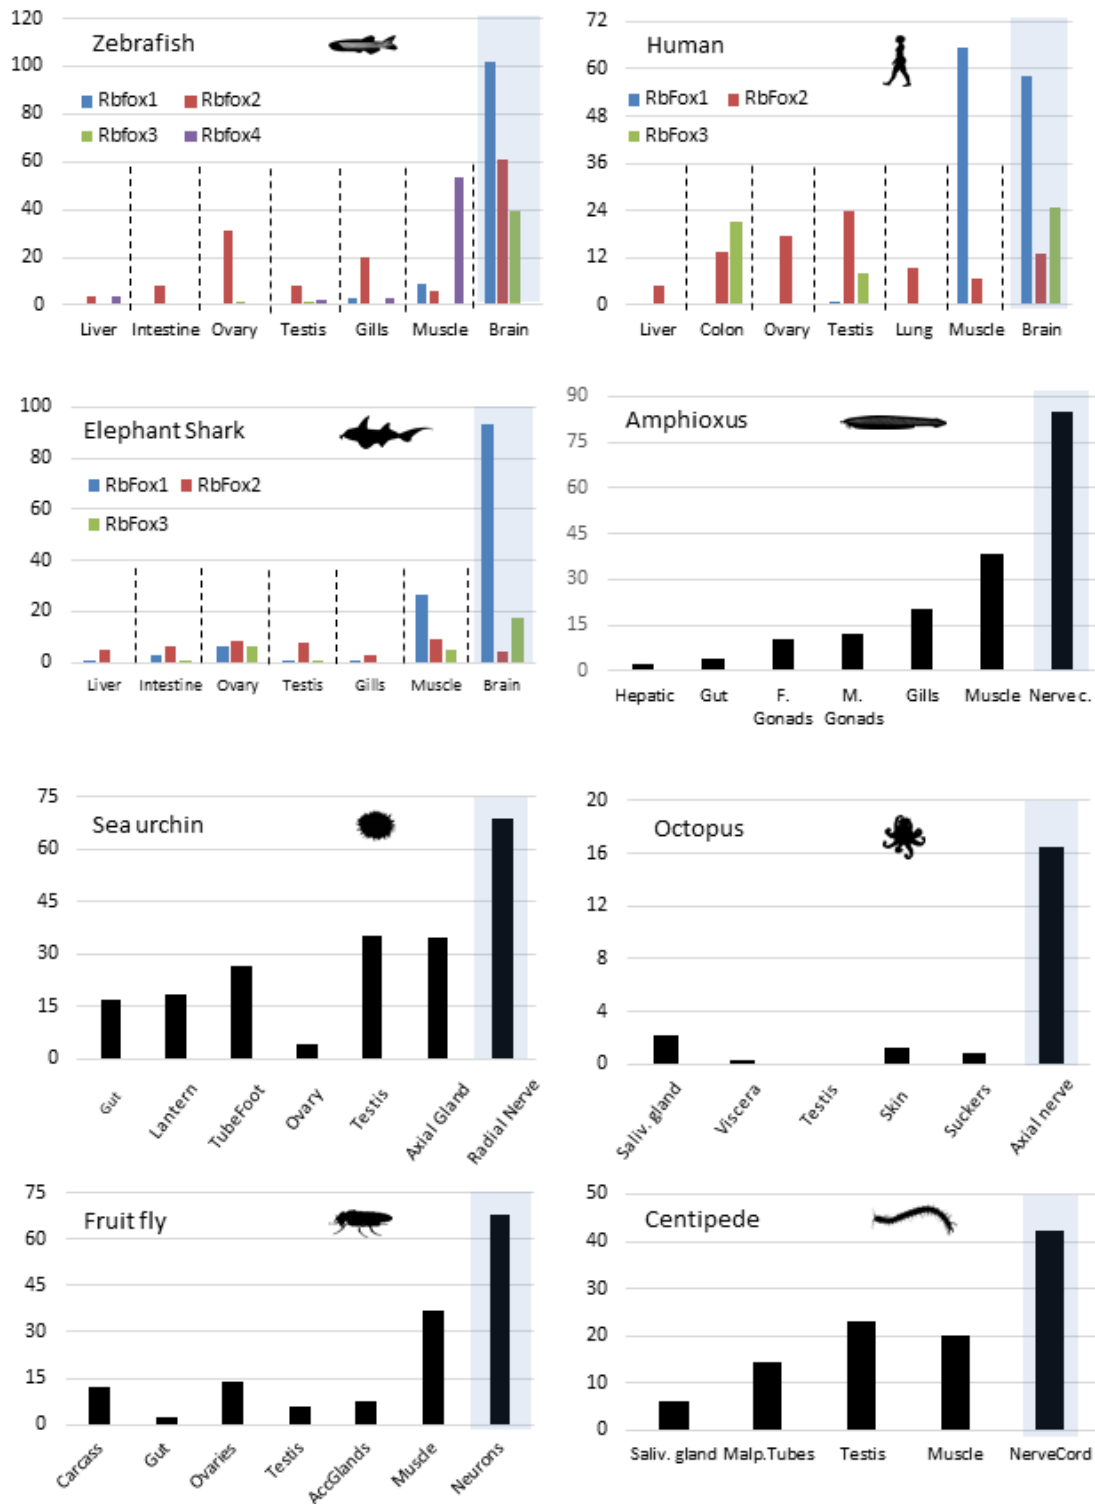 120
100
80
60
40
20
0
Zebrafish
Rbfox1 Rbfox2
Rbfox3 Rbfox4
Liver Intestine Ovary Testis Gills Muscle Brain
72
60
48
36
24
12
0
Human
RbFox1 RbFox2
RbFox3
Liver Colon Ovary Testis Lung Muscle Brain
100
80
60
40
20
0
Elephant Shark
RbFox1 RbFox2
RbFox3
Liver Intestine Ovary Testis Gills Muscle Brain
90
75
60
45
30
15
0
Amphioxus
Hepatic Gut F. M. Gills Muscle Nerve c.
Gonads Gonads
75
60
45
30
15
0
Sea urchin
Gut Lantern TubeFoot Ovary Testis Axial Gland Radial Nerve
20
16
12
8
4
0
Octopus
Saliv. gland Viscera Testis Skin Suckers Axial nerve
75
60
45
30
15
0
Fruit fly
Carcass Gut Ovaries Testis AccGlands Muscle Neurons
50
40
30
20
10
0
Centipede
Saliv. gland Malp.Tubes Testis Muscle NerveCord